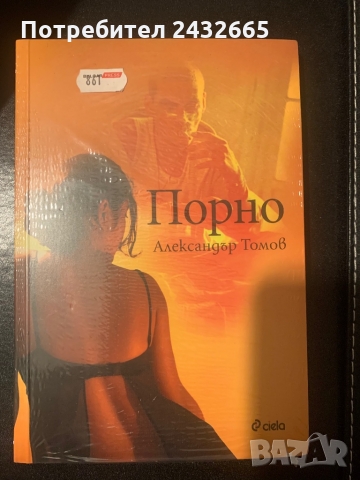 Потребител 2432665
881
Порно
Александър Томов
ciela
BAZAR